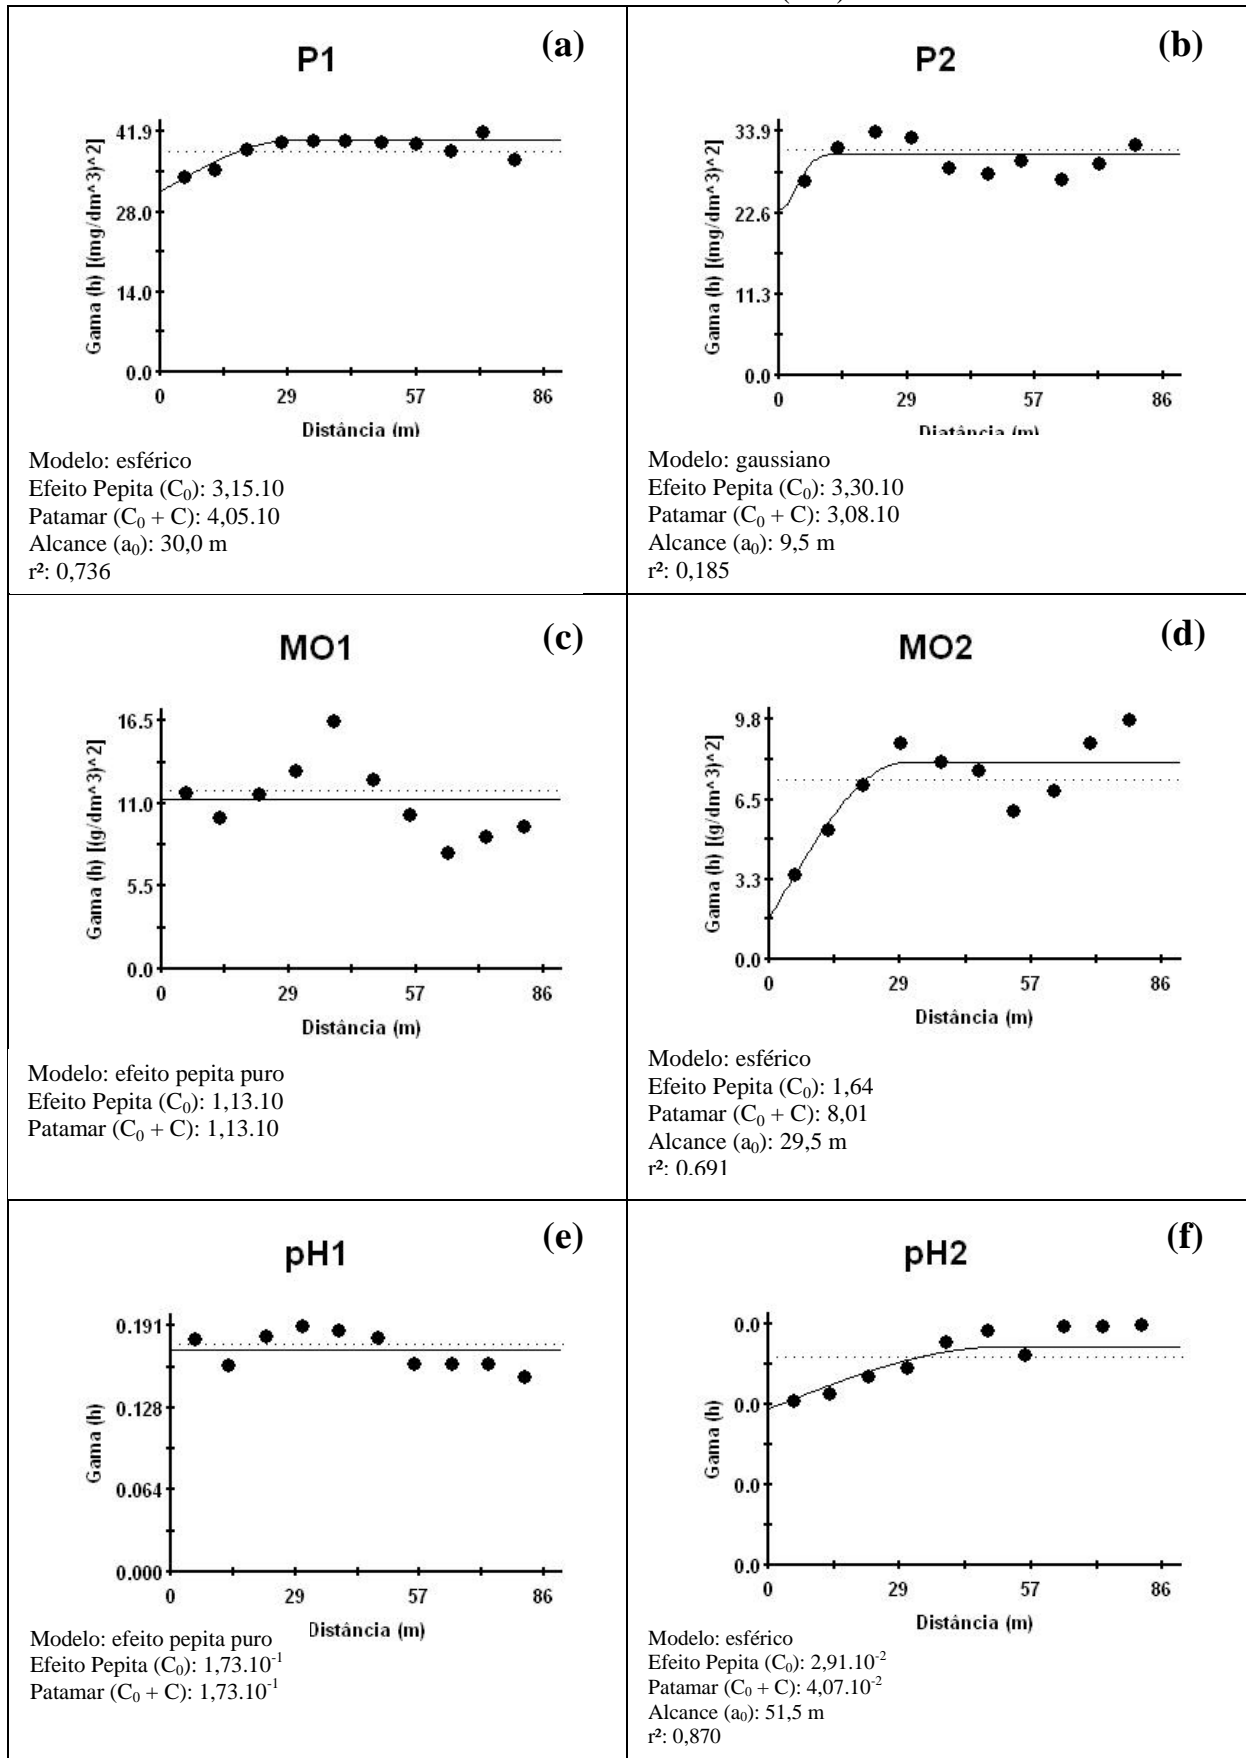 (a)
P1
41.9
28.0
14.0
0.0
Gama (h) [(mg/dm^3)^2]
0 29 57 86
Distância (m)
Modelo: esférico
Efeito Pepita (C₀): 3,15.10
Patamar (C₀ + C): 4,05.10
Alcance (a₀): 30,0 m
r²: 0,736
(b)
P2
33.9
22.6
11.3
0.0
Gama (h) [(mg/dm^3)^2]
0 29 57 86
Distância (m)
Modelo: gaussiano
Efeito Pepita (C₀): 3,30.10
Patamar (C₀ + C): 3,08.10
Alcance (a₀): 9,5 m
r²: 0,185
(c)
MO1
16.5
11.0
5.5
0.0
Gama (h) [(g/dm^3)^2]
0 29 57 86
Distância (m)
Modelo: efeito pepita puro
Efeito Pepita (C₀): 1,13.10
Patamar (C₀ + C): 1,13.10
(d)
MO2
9.8
6.5
3.3
0.0
Gama (h) [(g/dm^3)^2]
0 29 57 86
Distância (m)
Modelo: esférico
Efeito Pepita (C₀): 1,64
Patamar (C₀ + C): 8,01
Alcance (a₀): 29,5 m
r²: 0,691
(e)
pH1
0.191
0.128
0.064
0.000
Gama (h)
0 29 57 86
Distância (m)
Modelo: efeito pepita puro
Efeito Pepita (C₀): 1,73.10⁻¹
Patamar (C₀ + C): 1,73.10⁻¹
(f)
pH2
0.0
0.0
0.0
0.0
Gama (h)
0 29 57 86
Distância (m)
Modelo: esférico
Efeito Pepita (C₀): 2,91.10⁻²
Patamar (C₀ + C): 4,07.10⁻²
Alcance (a₀): 51,5 m
r²: 0,870